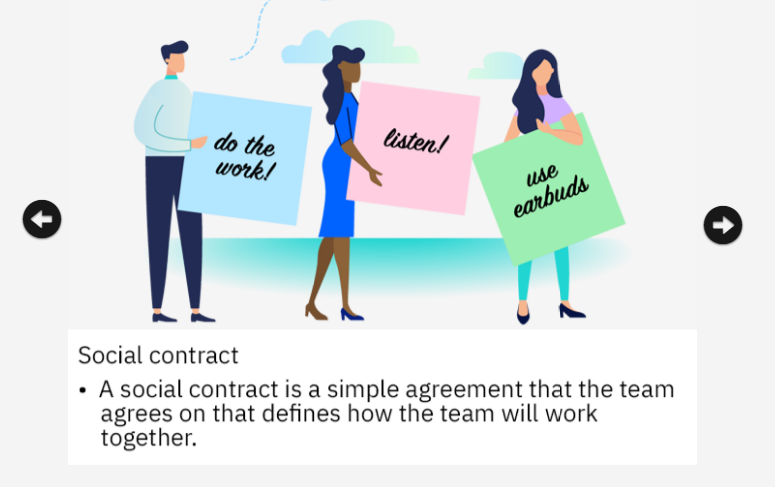 do the
work!
listen!
use
earbuds
Social contract
• A social contract is a simple agreement that the team
agrees on that defines how the team will work
together.